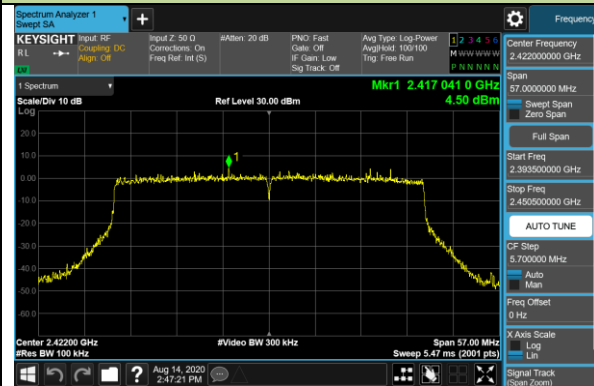 Spectrum Analyzer 1
Swept SA
+
Frequency
KEYSIGHT
RL
Input: RF
Coupling: DC
Align: Off
Input Z: 50 Ω
Corrections: On
Freq Ref: Int (S)
#Atten: 20 dB
PNO: Fast
Gate: Off
IF Gain: Low
Sig Track: Off
Avg Type: Log-Power
Avg|Hold: 100/100
Trig: Free Run
1 2 3 4 5 6
M W W W W W
P N N N N N
1 Spectrum
Scale/Div 10 dB
Ref Level 30.00 dBm
Mkr1 2.417 041 0 GHz
4.50 dBm
Log
20.0
10.0
0.00
-10.0
-20.0
-30.0
-40.0
-50.0
-60.0
1
Center 2.42200 GHz
#Video BW 300 kHz
Span 57.00 MHz
#Res BW 100 kHz
Sweep 5.47 ms (2001 pts)
Center Frequency
2.422000000 GHz
Span
57.0000000 MHz
Swept Span
Zero Span
Full Span
Start Freq
2.393500000 GHz
Stop Freq
2.450500000 GHz
AUTO TUNE
CF Step
5.700000 MHz
Auto
Man
Freq Offset
0 Hz
X Axis Scale
Log
Lin
Signal Track
(Span Zoom)
?
Aug 14, 2020
2:47:21 PM